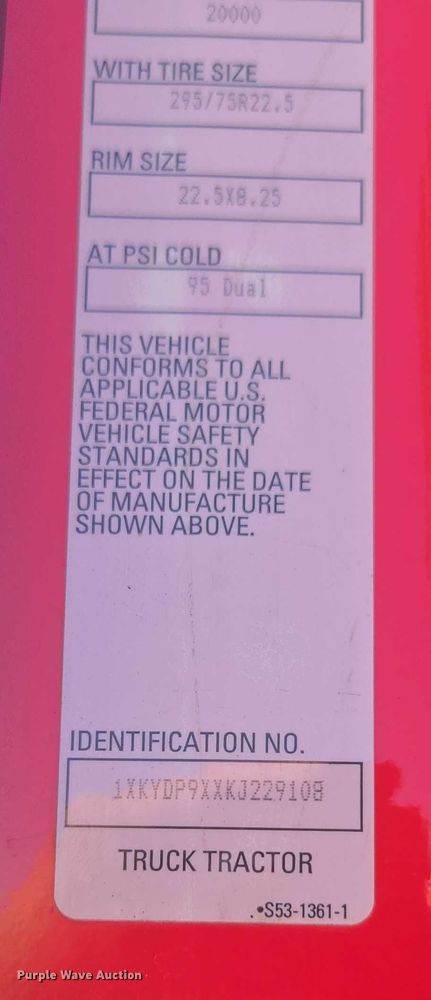 20000
WITH TIRE SIZE
295/75R22.5
RIM SIZE
22.5X8.25
AT PSI COLD
95 Dual
THIS VEHICLE
CONFORMS TO ALL
APPLICABLE U.S.
FEDERAL MOTOR
VEHICLE SAFETY
STANDARDS IN
EFFECT ON THE DATE
OF MANUFACTURE
SHOWN ABOVE.
IDENTIFICATION NO.
1XKYDP9XXKJ229108
TRUCK TRACTOR
.•S53-1361-1
Purple Wave Auction